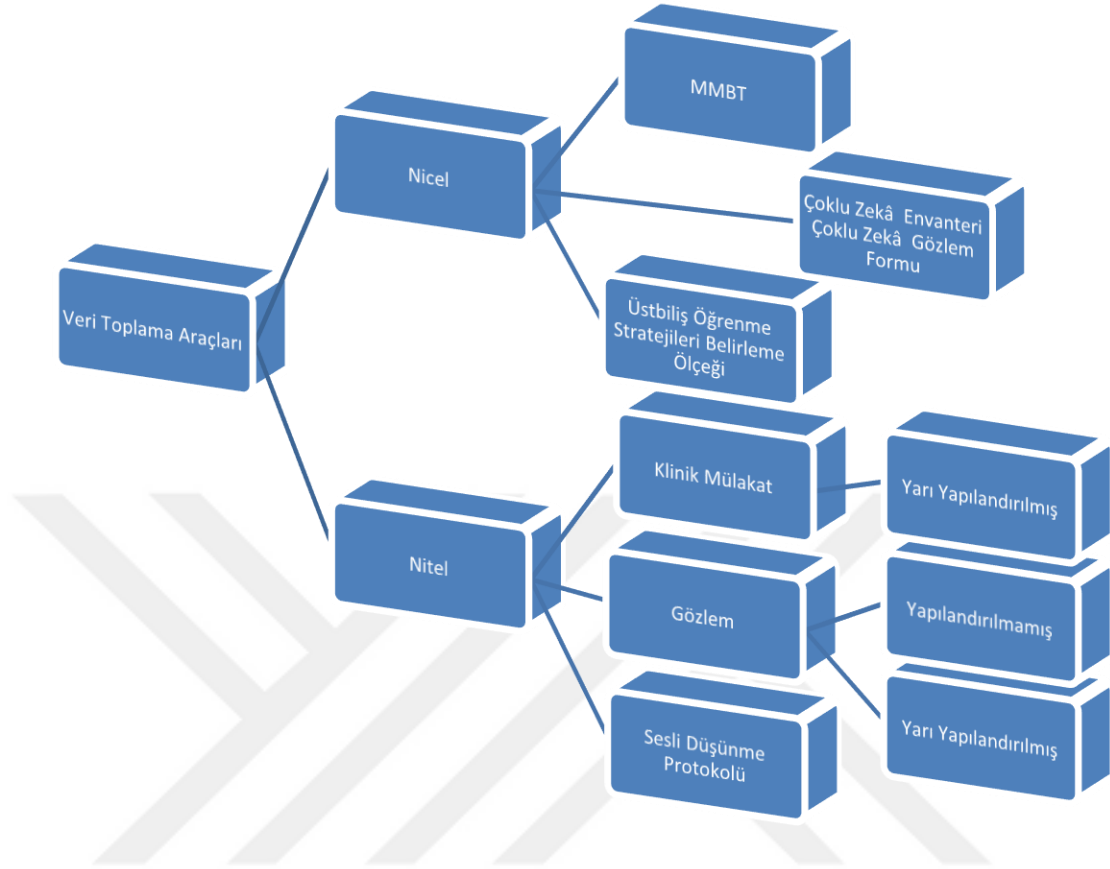 Veri Toplama Araçları
Nicel
MMBT
Çoklu Zekâ Envanteri
Çoklu Zekâ Gözlem
Formu
Üstbiliş Öğrenme
Stratejileri Belirleme
Ölçeği
Nitel
Klinik Mülakat
Yarı Yapılandırılmış
Gözlem
Yapılandırılmamış
Yarı Yapılandırılmış
Sesli Düşünme
Protokolü